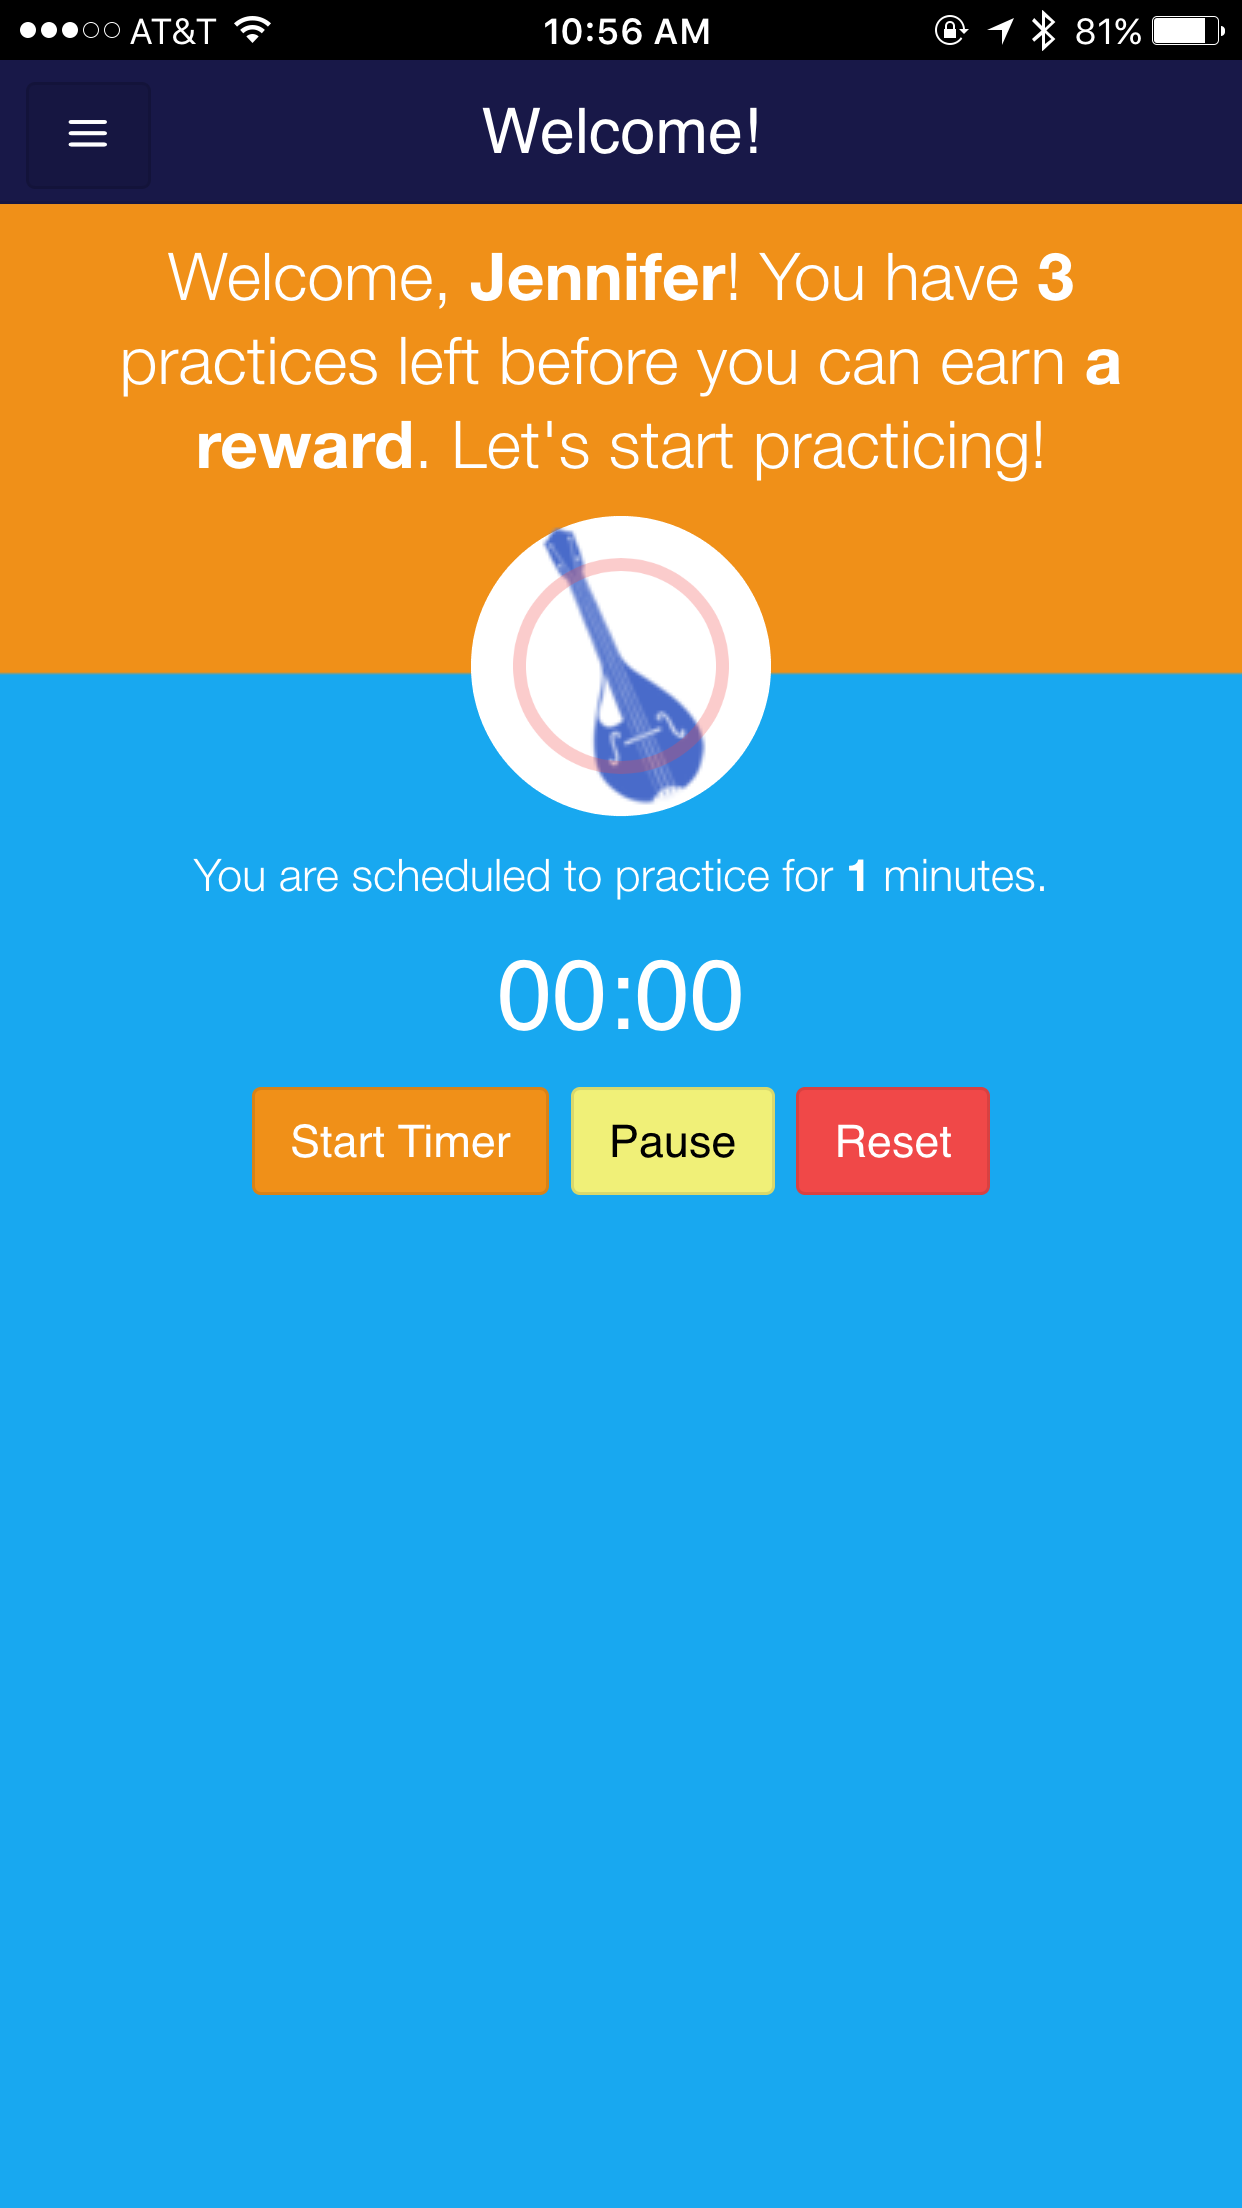 AT&T 10:56 AM 81%
Welcome!
Welcome, Jennifer! You have 3
practices left before you can earn a
reward. Let's start practicing!
You are scheduled to practice for 1 minutes.
00:00
Start Timer Pause Reset